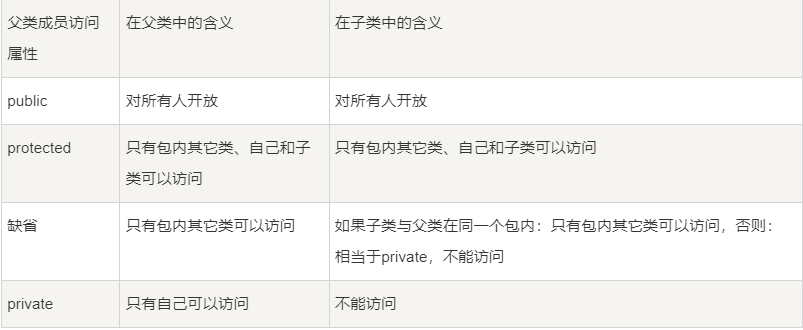 父类成员访问 在父类中的含义 在子类中的含义
属性
public 对所有人开放 对所有人开放
protected 只有包内其它类、自己和子 只有包内其它类、自己和子类可以访问
类可以访问
缺省 只有包内其它类可以访问 如果子类与父类在同一个包内：只有包内其它类可以访问，否则：
相当于private，不能访问
private 只有自己可以访问 不能访问